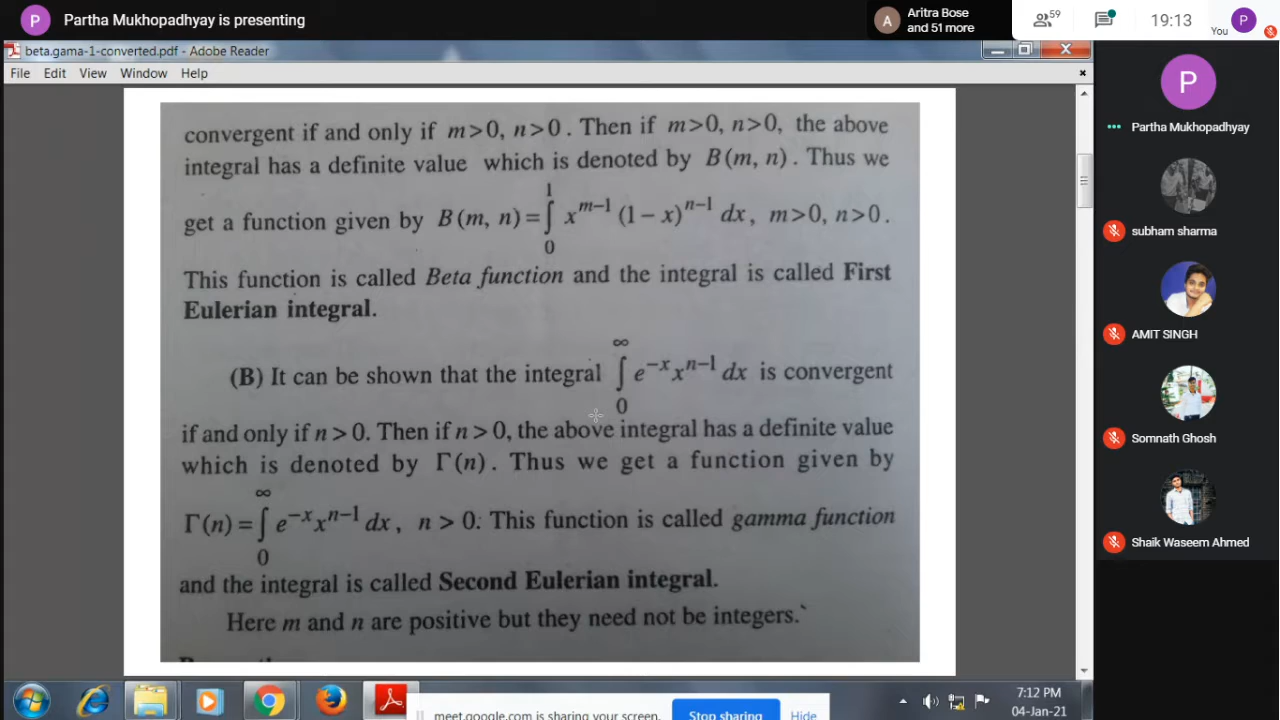 P Partha Mukhopadhyay is presenting
A Aritra Bose
and 51 more
59
19:13
You P
beta.gama-1-converted.pdf - Adobe Reader
File Edit View Window Help
convergent if and only if m>0, n>0. Then if m>0, n>0, the above
integral has a definite value which is denoted by B(m, n). Thus we
get a function given by B(m, n)=∫₀¹ x^{m-1} (1-x)^{n-1} dx, m>0, n>0.
This function is called Beta function and the integral is called First
Eulerian integral.
(B) It can be shown that the integral ∫₀^∞ e^{-x} x^{n-1} dx is convergent
if and only if n > 0. Then if n > 0, the above integral has a definite value
which is denoted by Γ(n). Thus we get a function given by
Γ(n)=∫₀^∞ e^{-x} x^{n-1} dx, n > 0. This function is called gamma function
and the integral is called Second Eulerian integral.
Here m and n are positive but they need not be integers.
P
Partha Mukhopadhyay
subham sharma
AMIT SINGH
Somnath Ghosh
Shaik Waseem Ahmed
meet.google.com is sharing your screen.
Stop sharing
Hide
7:12 PM
04-Jan-21